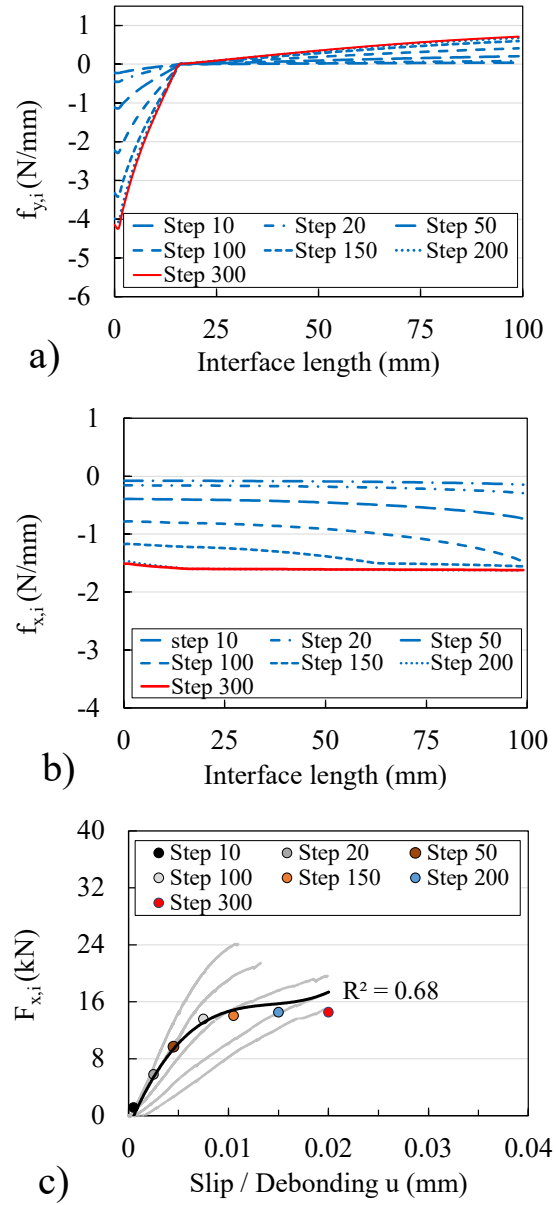 1
0
-1
-2
-3
-4
-5
-6
f_y,i (N/mm)
Step 10 Step 20 Step 50
Step 100 Step 150 Step 200
Step 300
0 25 50 75 100
Interface length (mm)
a)
1
0
-1
-2
-3
-4
f_x,i (N/mm)
step 10 Step 20 Step 50
Step 100 Step 150 Step 200
Step 300
0 25 50 75 100
Interface length (mm)
b)
40
32
24
16
8
0
F_x,i (kN)
Step 10 Step 20 Step 50
Step 100 Step 150 Step 200
Step 300
R² = 0.68
0 0.01 0.02 0.03 0.04
Slip / Debonding u (mm)
c)